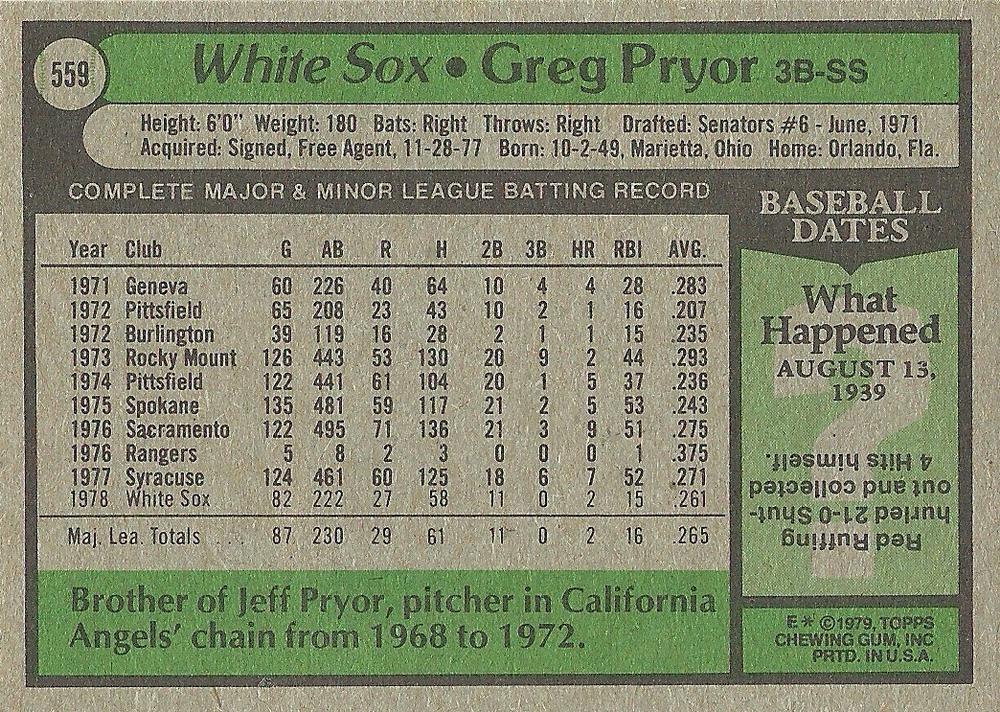 559
White Sox • Greg Pryor 3B-SS
Height: 6'0" Weight: 180 Bats: Right Throws: Right Drafted: Senators #6 - June, 1971
Acquired: Signed, Free Agent, 11-28-77 Born: 10-2-49, Marietta, Ohio Home: Orlando, Fla.
COMPLETE MAJOR & MINOR LEAGUE BATTING RECORD
Year Club G AB R H 2B 3B HR RBI AVG.
1971 Geneva 60 226 40 64 10 4 4 28 .283
1972 Pittsfield 65 208 23 43 10 2 1 16 .207
1972 Burlington 39 119 16 28 2 1 1 15 .235
1973 Rocky Mount 126 443 53 130 20 9 2 44 .293
1974 Pittsfield 122 441 61 104 20 1 5 37 .236
1975 Spokane 135 481 59 117 21 2 5 53 .243
1976 Sacramento 122 495 71 136 21 3 9 51 .275
1976 Rangers 5 8 2 3 0 0 0 1 .375
1977 Syracuse 124 461 60 125 18 6 7 52 .271
1978 White Sox 82 222 27 58 11 0 2 15 .261
Maj. Lea. Totals ... 87 230 29 61 11 0 2 16 .265
Brother of Jeff Pryor, pitcher in California
Angels' chain from 1968 to 1972.
BASEBALL
DATES
What
Happened
AUGUST 13,
1939
?
Red Ruffing
hurled 21-0 Shut-
out and collected
4 Hits himself.
E* ©1979, TOPPS
CHEWING GUM, INC
PRTD. IN U.S.A.